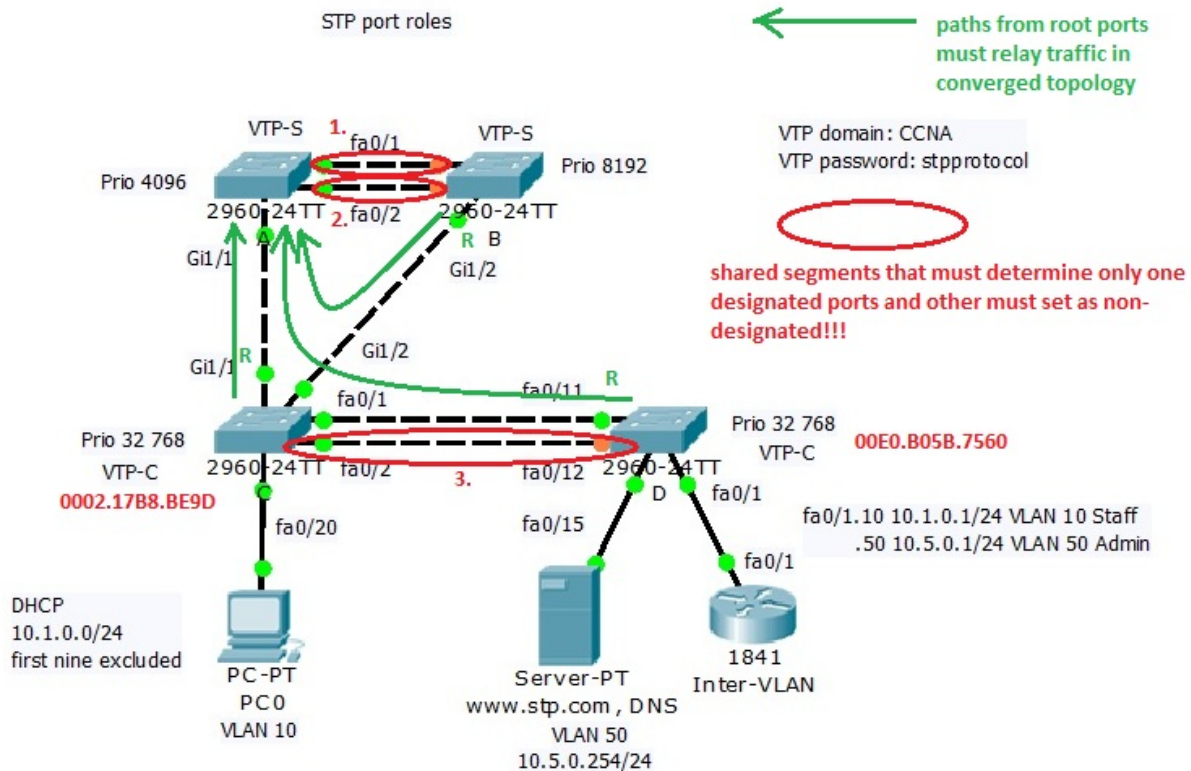 STP port roles
paths from root ports
must relay traffic in
converged topology
VTP-S
1.
fa0/1
VTP-S
VTP domain: CCNA
VTP password: stpprotocol
Prio 4096
Prio 8192
2960-24TT
2.
fa0/2
2960-24TT
A
R
B
Gi1/1
Gi1/2
shared segments that must determine only one
designated ports and other must set as non-
designated!!!
Gi1/1
R
Gi1/2
R
fa0/11
fa0/1
Prio 32 768
VTP-C
0002.17B8.BE9D
2960-24TT
fa0/2
3.
fa0/12
2960-24TT
D
Prio 32 768
VTP-C
00E0.B05B.7560
fa0/20
fa0/15
fa0/1
fa0/1
fa0/1.10 10.1.0.1/24 VLAN 10 Staff
.50 10.5.0.1/24 VLAN 50 Admin
DHCP
10.1.0.0/24
first nine excluded
PC-PT
PC0
VLAN 10
Server-PT
www.stp.com , DNS
VLAN 50
10.5.0.254/24
1841
Inter-VLAN